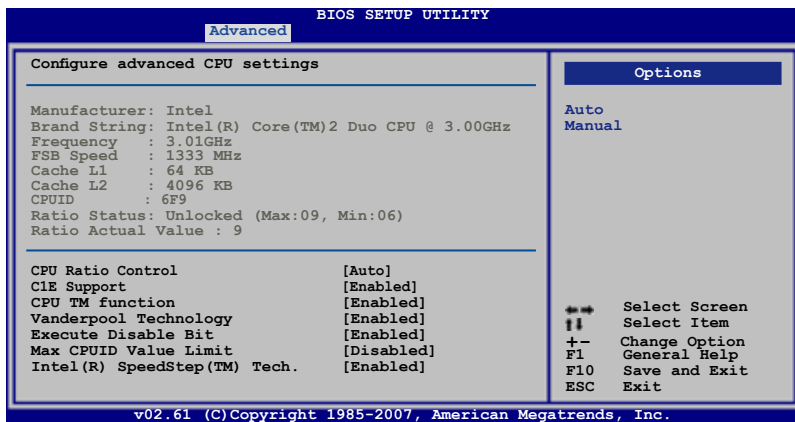 BIOS SETUP UTILITY
Advanced
Configure advanced CPU settings
Manufacturer: Intel
Brand String: Intel(R) Core(TM)2 Duo CPU @ 3.00GHz
Frequency : 3.01GHz
FSB Speed : 1333 MHz
Cache L1 : 64 KB
Cache L2 : 4096 KB
CPUID : 6F9
Ratio Status: Unlocked (Max:09, Min:06)
Ratio Actual Value : 9
CPU Ratio Control [Auto]
C1E Support [Enabled]
CPU TM function [Enabled]
Vanderpool Technology [Enabled]
Execute Disable Bit [Enabled]
Max CPUID Value Limit [Disabled]
Intel(R) SpeedStep(TM) Tech. [Enabled]
Options
Auto
Manual
←→ Select Screen
↑↓ Select Item
+- Change Option
F1 General Help
F10 Save and Exit
ESC Exit
v02.61 (C)Copyright 1985-2007, American Megatrends, Inc.